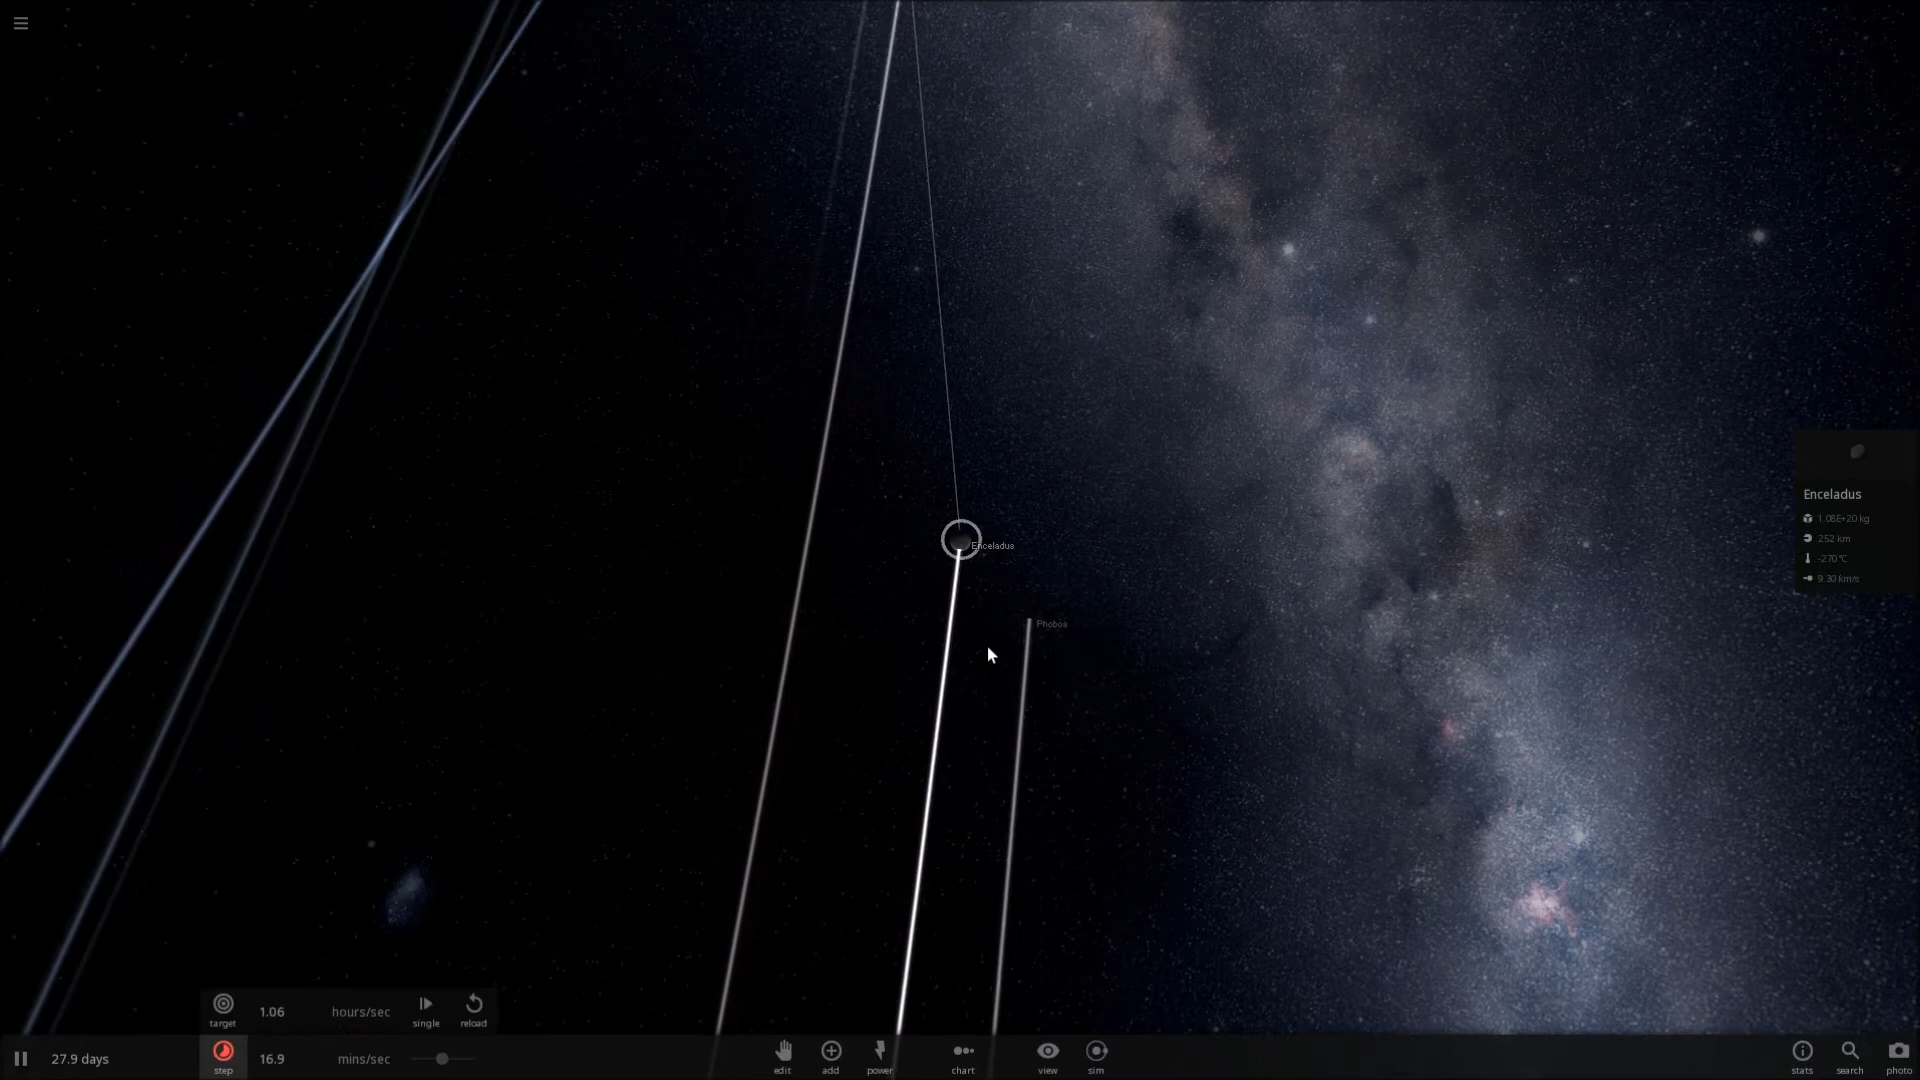 Enceladus
Phobos
Enceladus
1.08E+20 kg
252 km
-270 °C
9.30 km/s
target
1.06
hours/sec
single
reload
27.9 days
step
16.9
mins/sec
edit
add
power
chart
view
sim
stats
search
photo